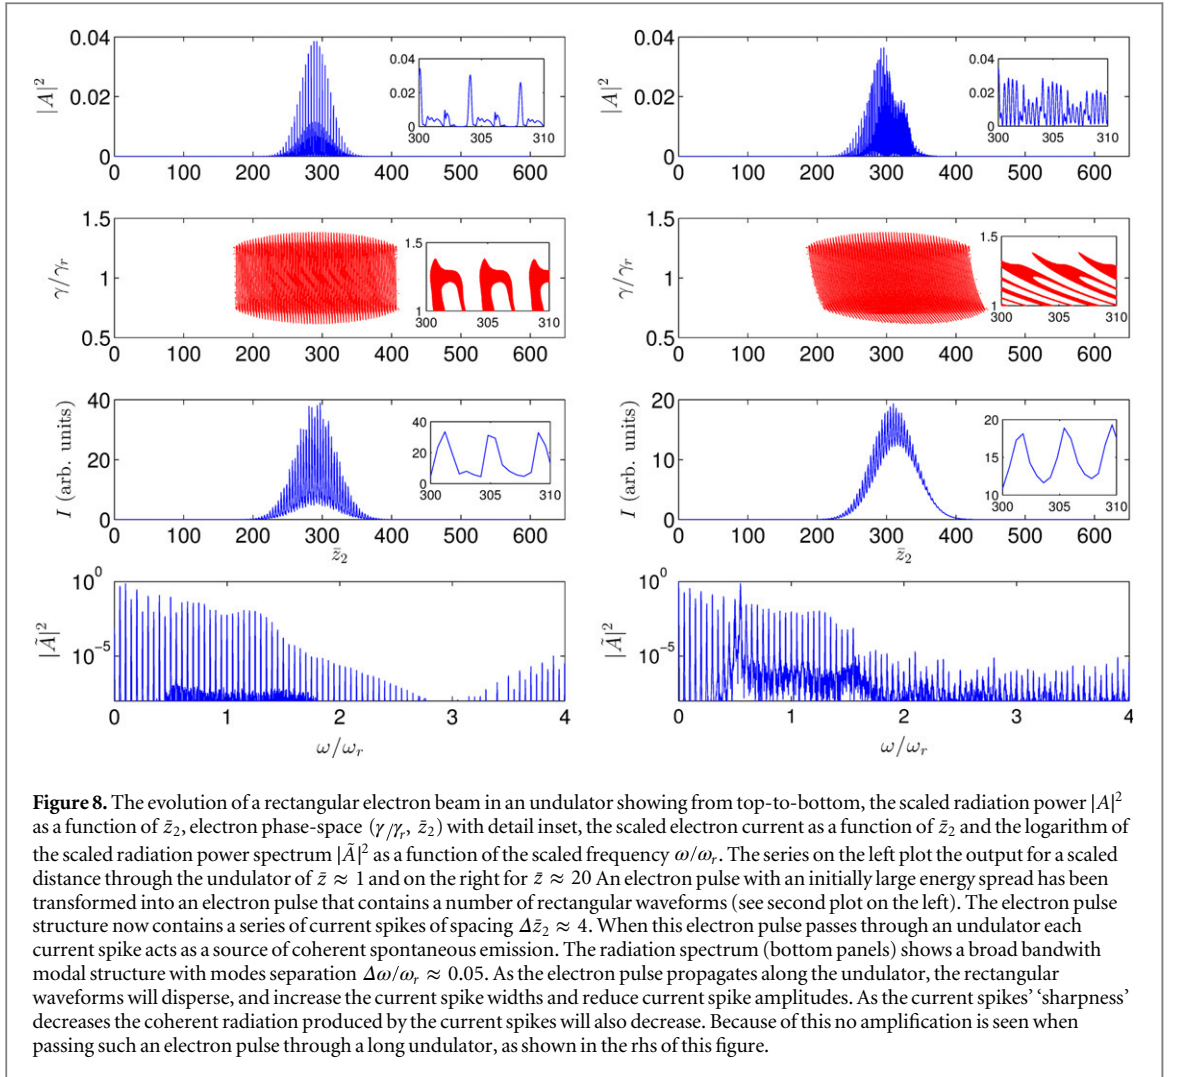 0.04
0.02
0
|A|²
0 100 200 300 400 500 600
0.04
0.02
0
300 305 310
0.04
0.02
0
|A|²
0 100 200 300 400 500 600
0.04
0.02
0
300 305 310
1.5
1
0.5
γ/γr
0 100 200 300 400 500 600
1.5
1
300 305 310
1.5
1
0.5
γ/γr
0 100 200 300 400 500 600
1.5
1
300 305 310
40
20
0
I (arb. units)
0 100 200 300 400 500 600
z̄2
40
20
0
300 305 310
20
10
0
I (arb. units)
0 100 200 300 400 500 600
z̄2
20
15
10
300 305 310
10⁰
10⁻⁵
|Ã|²
0 1 2 3 4
ω/ωr
10⁰
10⁻⁵
|Ã|²
0 1 2 3 4
ω/ωr
Figure 8. The evolution of a rectangular electron beam in an undulator showing from top-to-bottom, the scaled radiation power |A|²
as a function of z̄2, electron phase-space (γ/γr, z̄2) with detail inset, the scaled electron current as a function of z̄2 and the logarithm of
the scaled radiation power spectrum |Ã|² as a function of the scaled frequency ω/ωr. The series on the left plot the output for a scaled
distance through the undulator of z̄ ≈ 1 and on the right for z̄ ≈ 20 An electron pulse with an initially large energy spread has been
transformed into an electron pulse that contains a number of rectangular waveforms (see second plot on the left). The electron pulse
structure now contains a series of current spikes of spacing Δz̄2 ≈ 4. When this electron pulse passes through an undulator each
current spike acts as a source of coherent spontaneous emission. The radiation spectrum (bottom panels) shows a broad bandwith
modal structure with modes separation Δω/ωr ≈ 0.05. As the electron pulse propagates along the undulator, the rectangular
waveforms will disperse, and increase the current spike widths and reduce current spike amplitudes. As the current spikes' 'sharpness'
decreases the coherent radiation produced by the current spikes will also decrease. Because of this no amplification is seen when
passing such an electron pulse through a long undulator, as shown in the rhs of this figure.